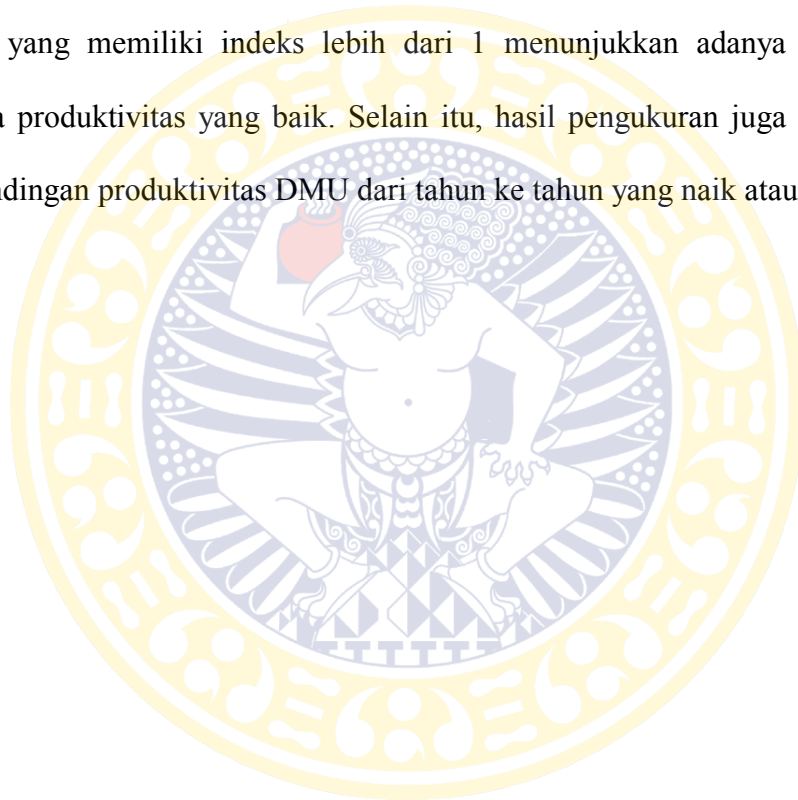 yang memiliki indeks lebih dari 1 menunjukkan adanya
produktivitas yang baik. Selain itu, hasil pengukuran juga
ndingan produktivitas DMU dari tahun ke tahun yang naik atau